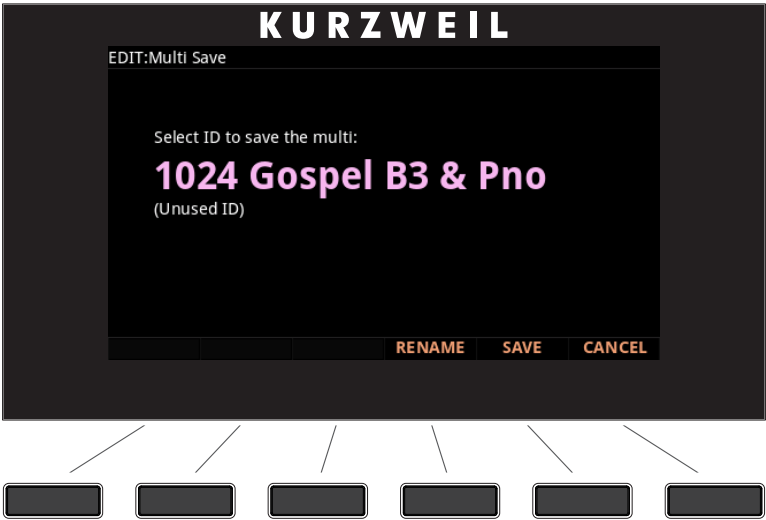 KURZWEIL
EDIT:Multi Save
Select ID to save the multi:
1024 Gospel B3 & Pno
(Unused ID)
RENAME SAVE CANCEL